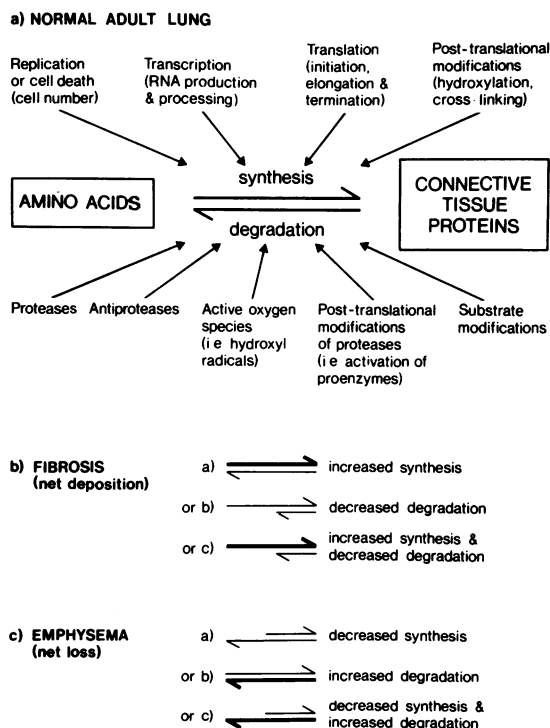 a) NORMAL ADULT LUNG
Replication
or cell death
(cell number)
Transcription
(RNA production
& processing)
Translation
(initiation,
elongation &
termination)
Post-translational
modifications
(hydroxylation,
cross-linking)
synthesis
AMINO ACIDS
CONNECTIVE
TISSUE
PROTEINS
degradation
Proteases
Antiproteases
Active oxygen
species
(i e hydroxyl
radicals)
Post-translational
modifications
of proteases
(i e activation of
proenzymes)
Substrate
modifications
b) FIBROSIS
(net deposition)
a) increased synthesis
or b) decreased degradation
or c) increased synthesis &
decreased degradation
c) EMPHYSEMA
(net loss)
a) decreased synthesis
or b) increased degradation
or c) decreased synthesis &
increased degradation